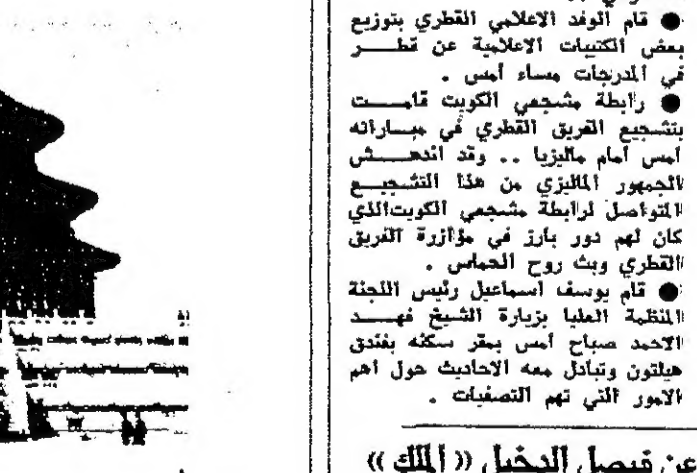 ● قام الوفد الاعلامي القطري بتوزيع
بعض الكتيبات الاعلامية عن قطر
في المدرجات مساء أمس .
● رابطة مشجعي الكويت قامت
بتشجيع الفريق القطري في مباراته
أمس أمام ماليزيا .. وقد اندهش
الجمهور الماليزي من هذا التشجيع
المتواصل لرابطة مشجعي الكويت الذي
كان لهم دور بارز في مؤازرة الفريق
القطري وبث روح الحماس .
● قام يوسف اسماعيل رئيس اللجنة
المنظمة العليا بزيارة الشيخ فهد
الاحمد صباح أمس بمقر سكنه بفندق
هيلتون وتبادل معه الاحاديث حول أهم
الامور التي تهم التصفيات .
عن فيصل الدخيل (( الملك ))